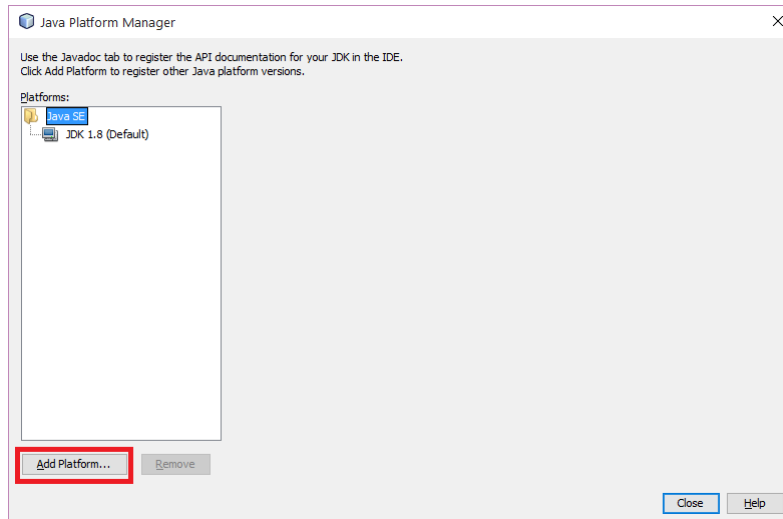 Java Platform Manager
Use the Javadoc tab to register the API documentation for your JDK in the IDE.
Click Add Platform to register other Java platform versions.
Platforms:
Java SE
JDK 1.8 (Default)
Add Platform... Remove
Close Help